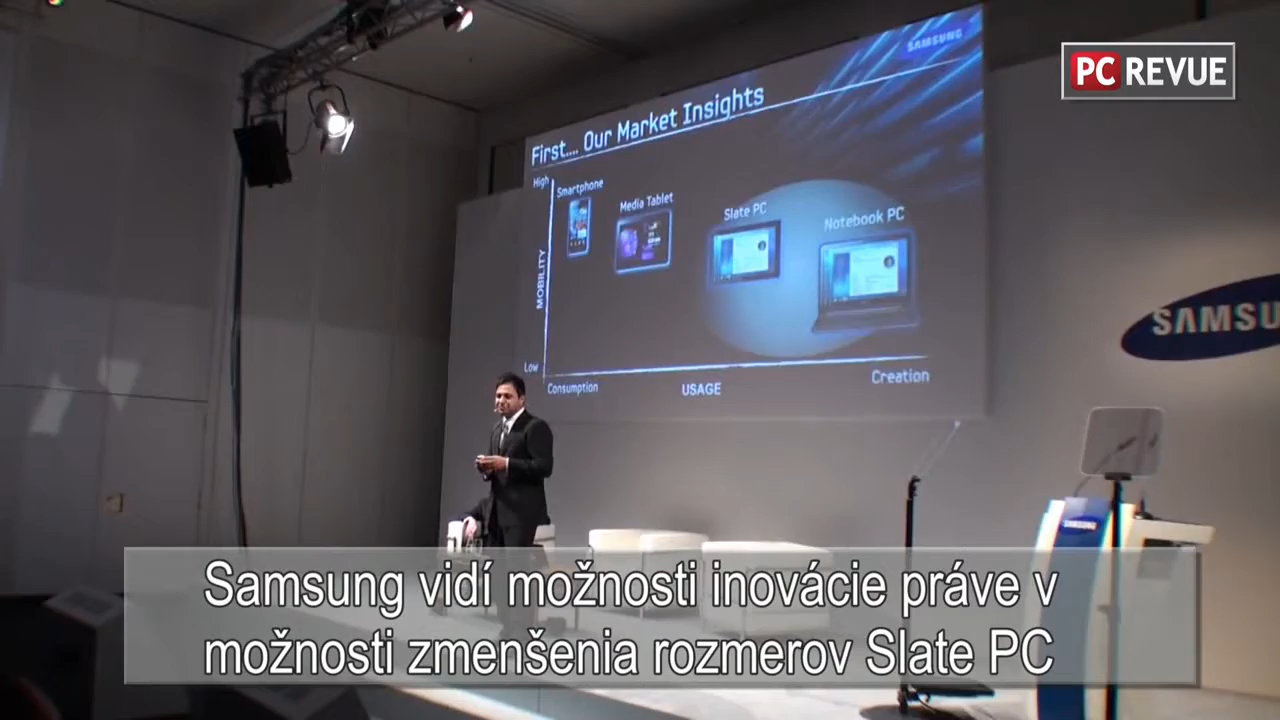 SAMSUNG
PC REVUE
First.... Our Market Insights
High
Smartphone
Media Tablet
Slate PC
Notebook PC
MOBILITY
Low
Consumption
USAGE
Creation
SAMSU
SAMSUNG
Samsung vidí možnosti inovácie práve v
možnosti zmenšenia rozmerov Slate PC